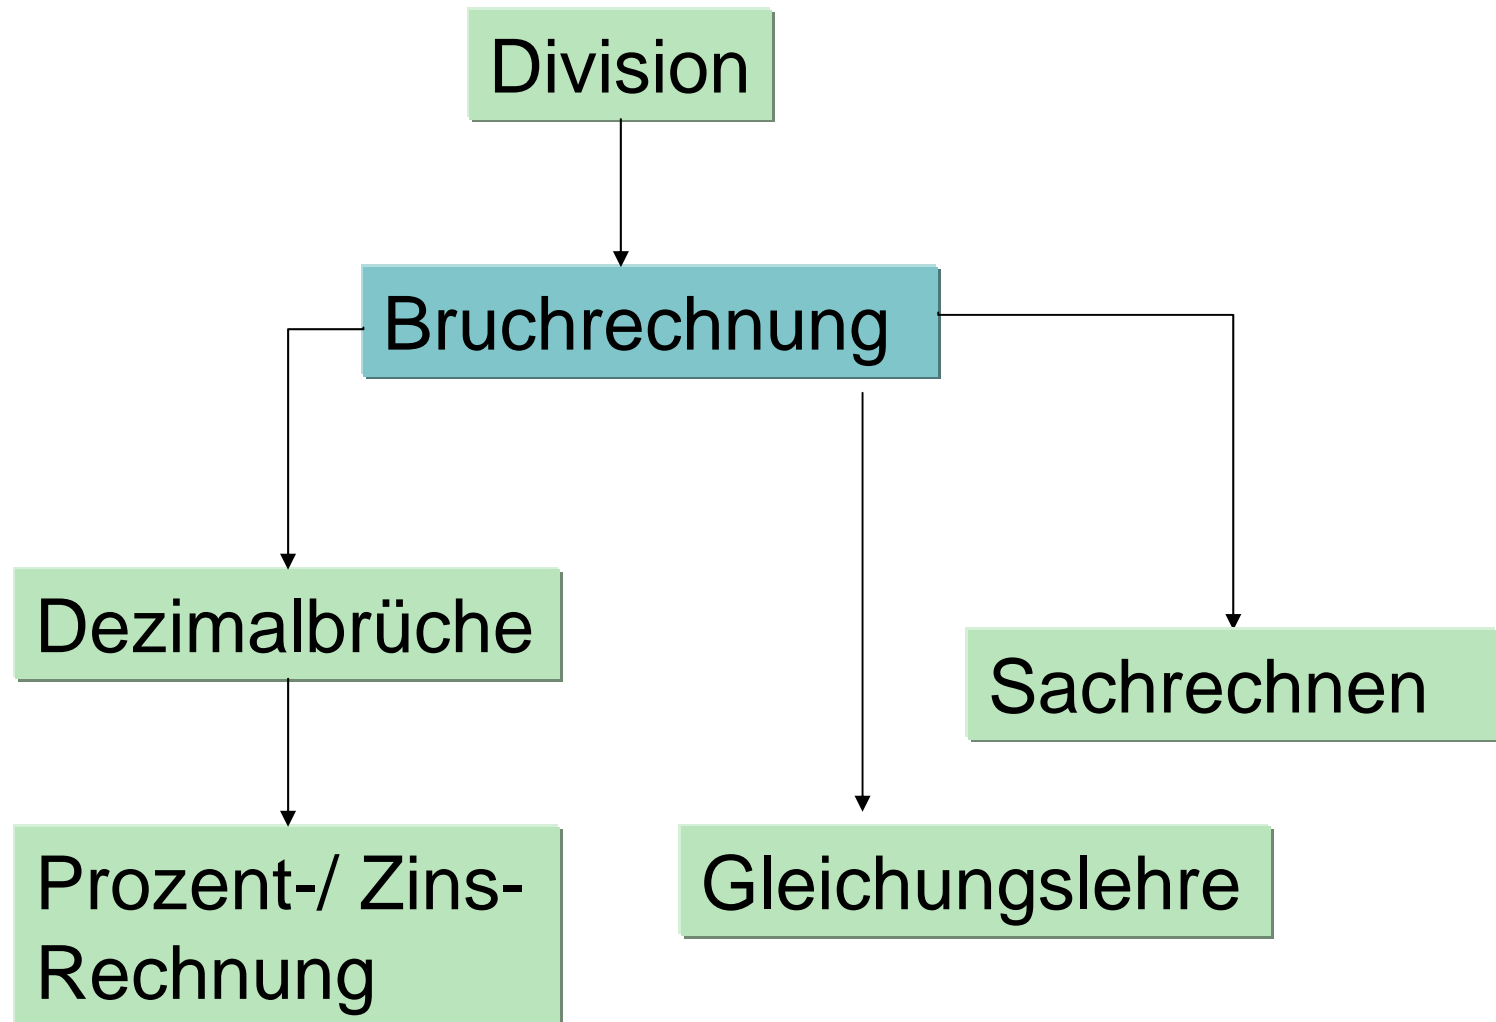 Division
Bruchrechnung
Dezimalbrüche
Sachrechnen
Prozent-/ Zins-
Rechnung
Gleichungslehre